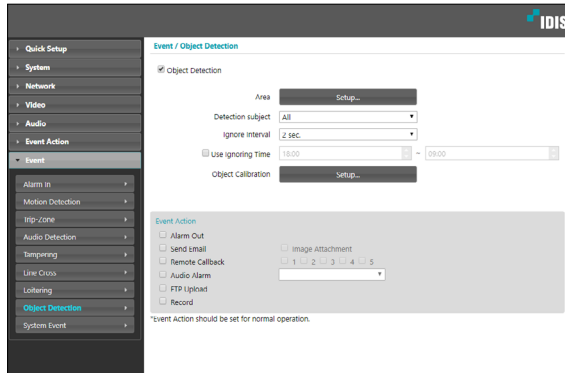 IDIS
Quick Setup
System
Network
Video
Audio
Event Action
Event
Alarm In
Motion Detection
Trip-Zone
Audio Detection
Tampering
Line Cross
Loitering
Object Detection
System Event
Event / Object Detection
Object Detection
Area Setup...
Detection subject All
Ignore Interval 2 sec.
Use Ignoring Time 18:00 ~ 09:00
Object Calibration Setup...
Event Action
Alarm Out
Send Email Image Attachment
Remote Callback 1 2 3 4 5
Audio Alarm
FTP Upload
Record
*Event Action should be set for normal operation.